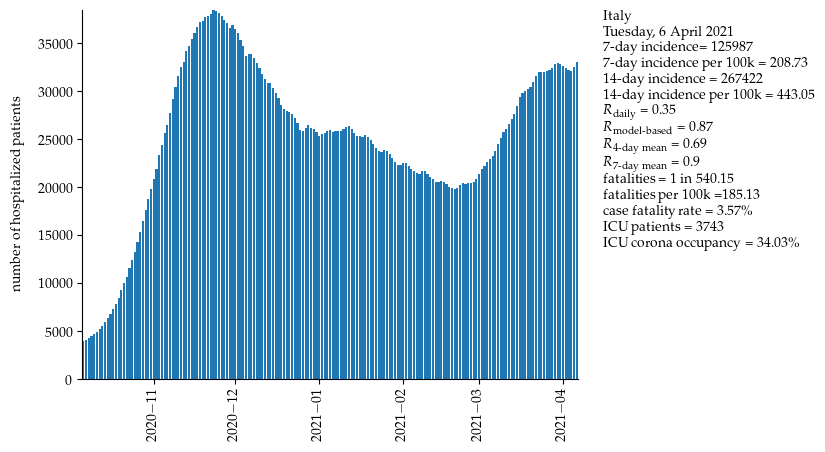 number of hospitalized patients
35000
30000
25000
20000
15000
10000
5000
0
2020−11
2020−12
2021−01
2021−02
2021−03
2021−04
Italy
Tuesday, 6 April 2021
7-day incidence= 125987
7-day incidence per 100k = 208.73
14-day incidence = 267422
14-day incidence per 100k = 443.05
R daily = 0.35
R model-based = 0.87
R 4-day mean = 0.69
R 7-day mean = 0.9
fatalities = 1 in 540.15
fatalities per 100k =185.13
case fatality rate = 3.57%
ICU patients = 3743
ICU corona occupancy = 34.03%